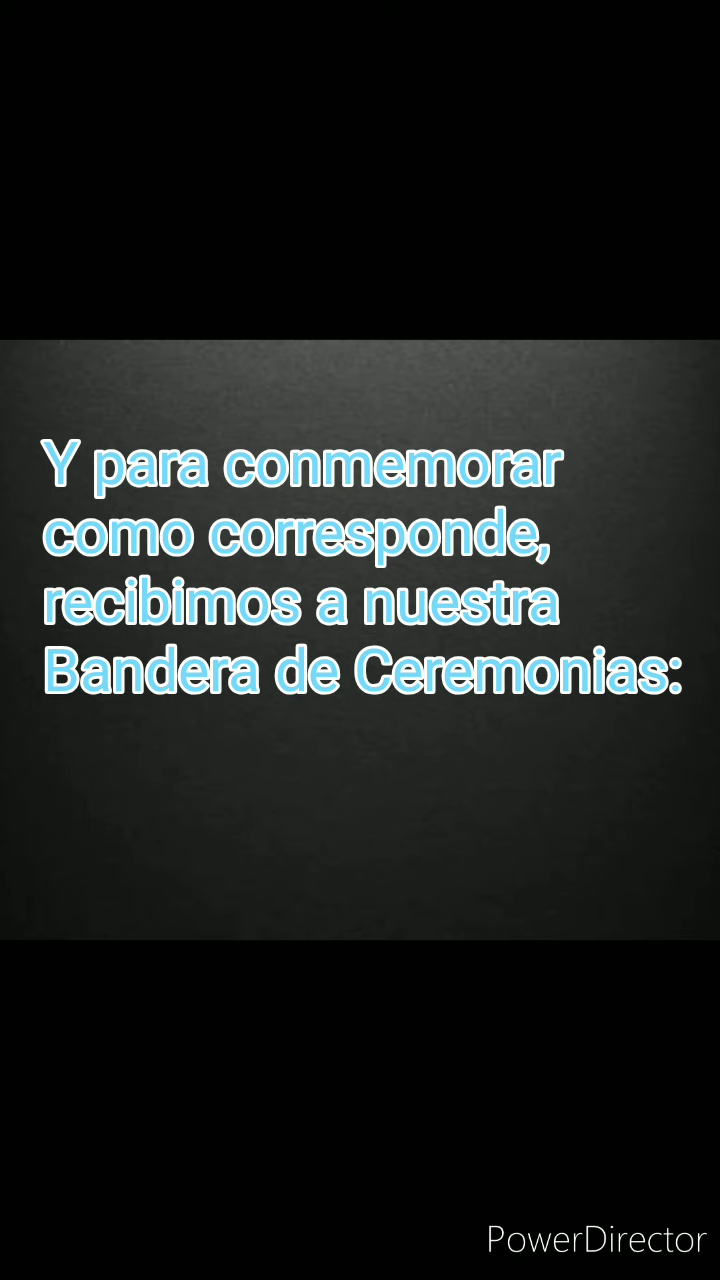 Y para conmemorar
como corresponde,
recibimos a nuestra
Bandera de Ceremonias:
PowerDirector